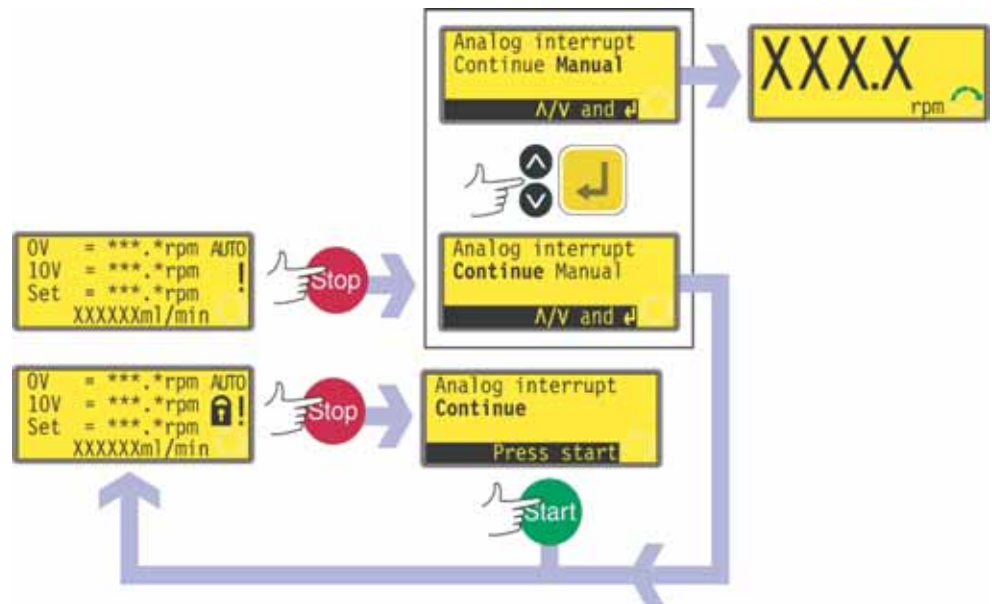 Analog interrupt
Continue Manual
∧/∨ and ↵
XXX.X
rpm
0V = ***.*rpm AUTO
10V = ***.*rpm !
Set = ***.*rpm
XXXXXXml/min
Stop
Analog interrupt
Continue Manual
∧/∨ and ↵
0V = ***.*rpm AUTO
10V = ***.*rpm !
Set = ***.*rpm
XXXXXXml/min
Stop
Analog interrupt
Continue
Press start
Start